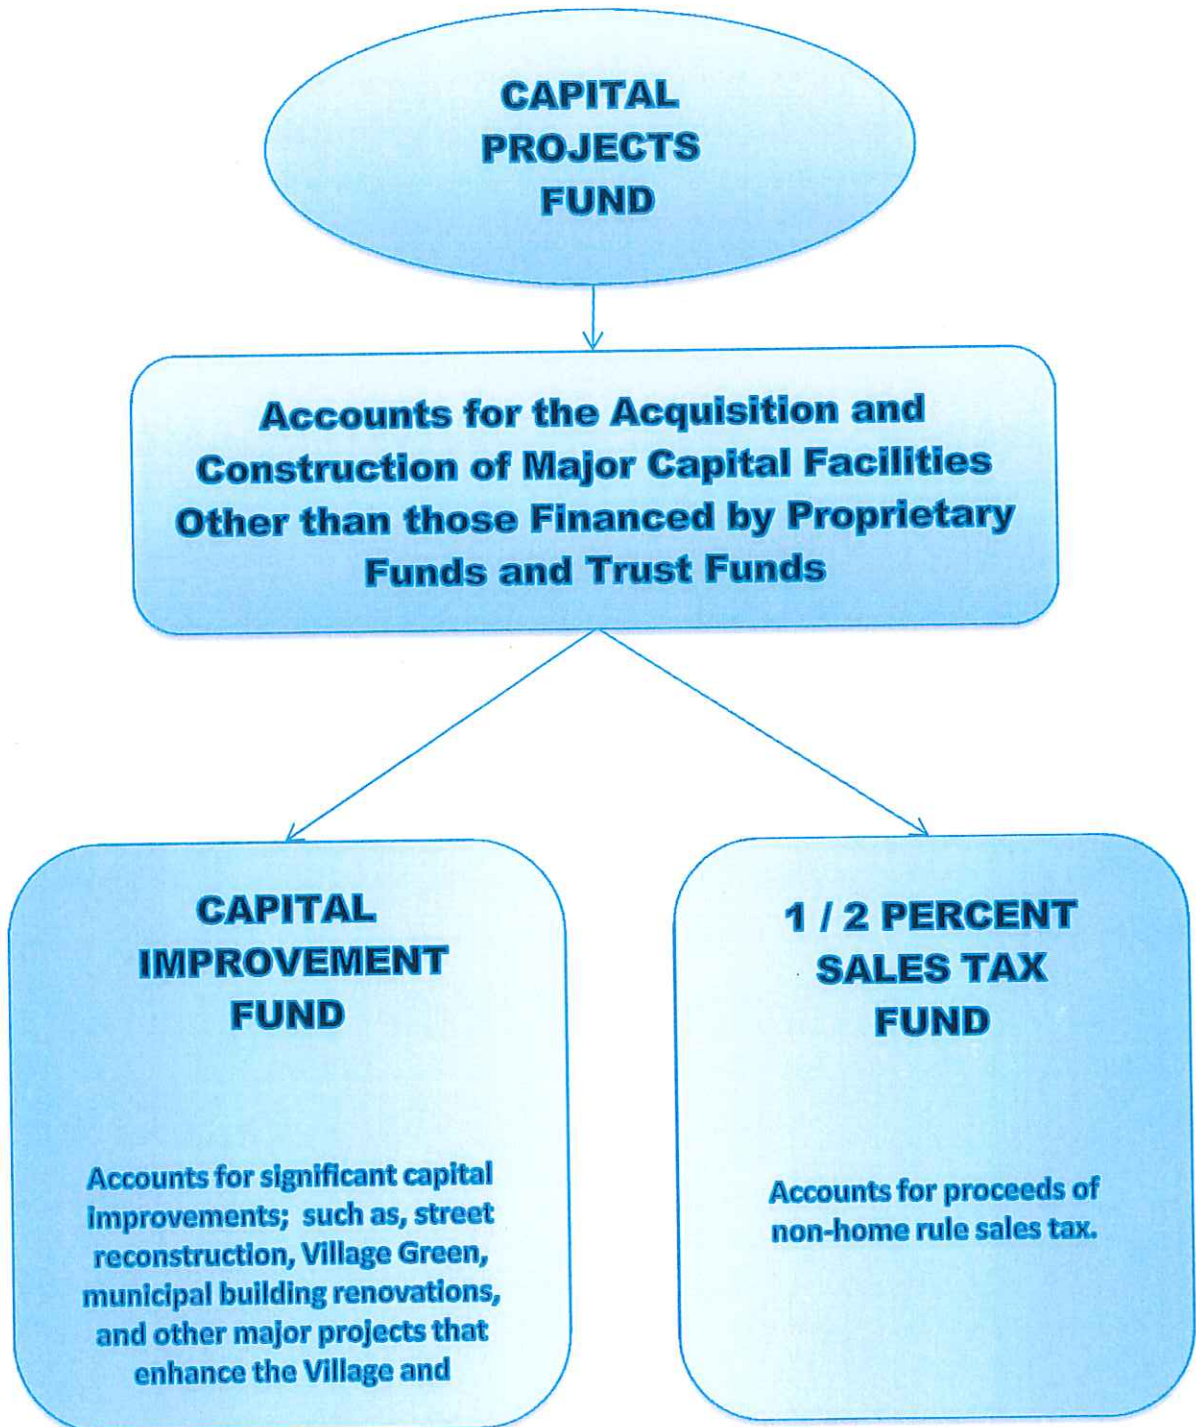 CAPITAL
PROJECTS
FUND
Accounts for the Acquisition and
Construction of Major Capital Facilities
Other than those Financed by Proprietary
Funds and Trust Funds
CAPITAL
IMPROVEMENT
FUND
Accounts for significant capital
improvements;  such as, street
reconstruction, Village Green,
municipal building renovations,
and other major projects that
enhance the Village and
1 / 2 PERCENT
SALES TAX
FUND
Accounts for proceeds of
non-home rule sales tax.